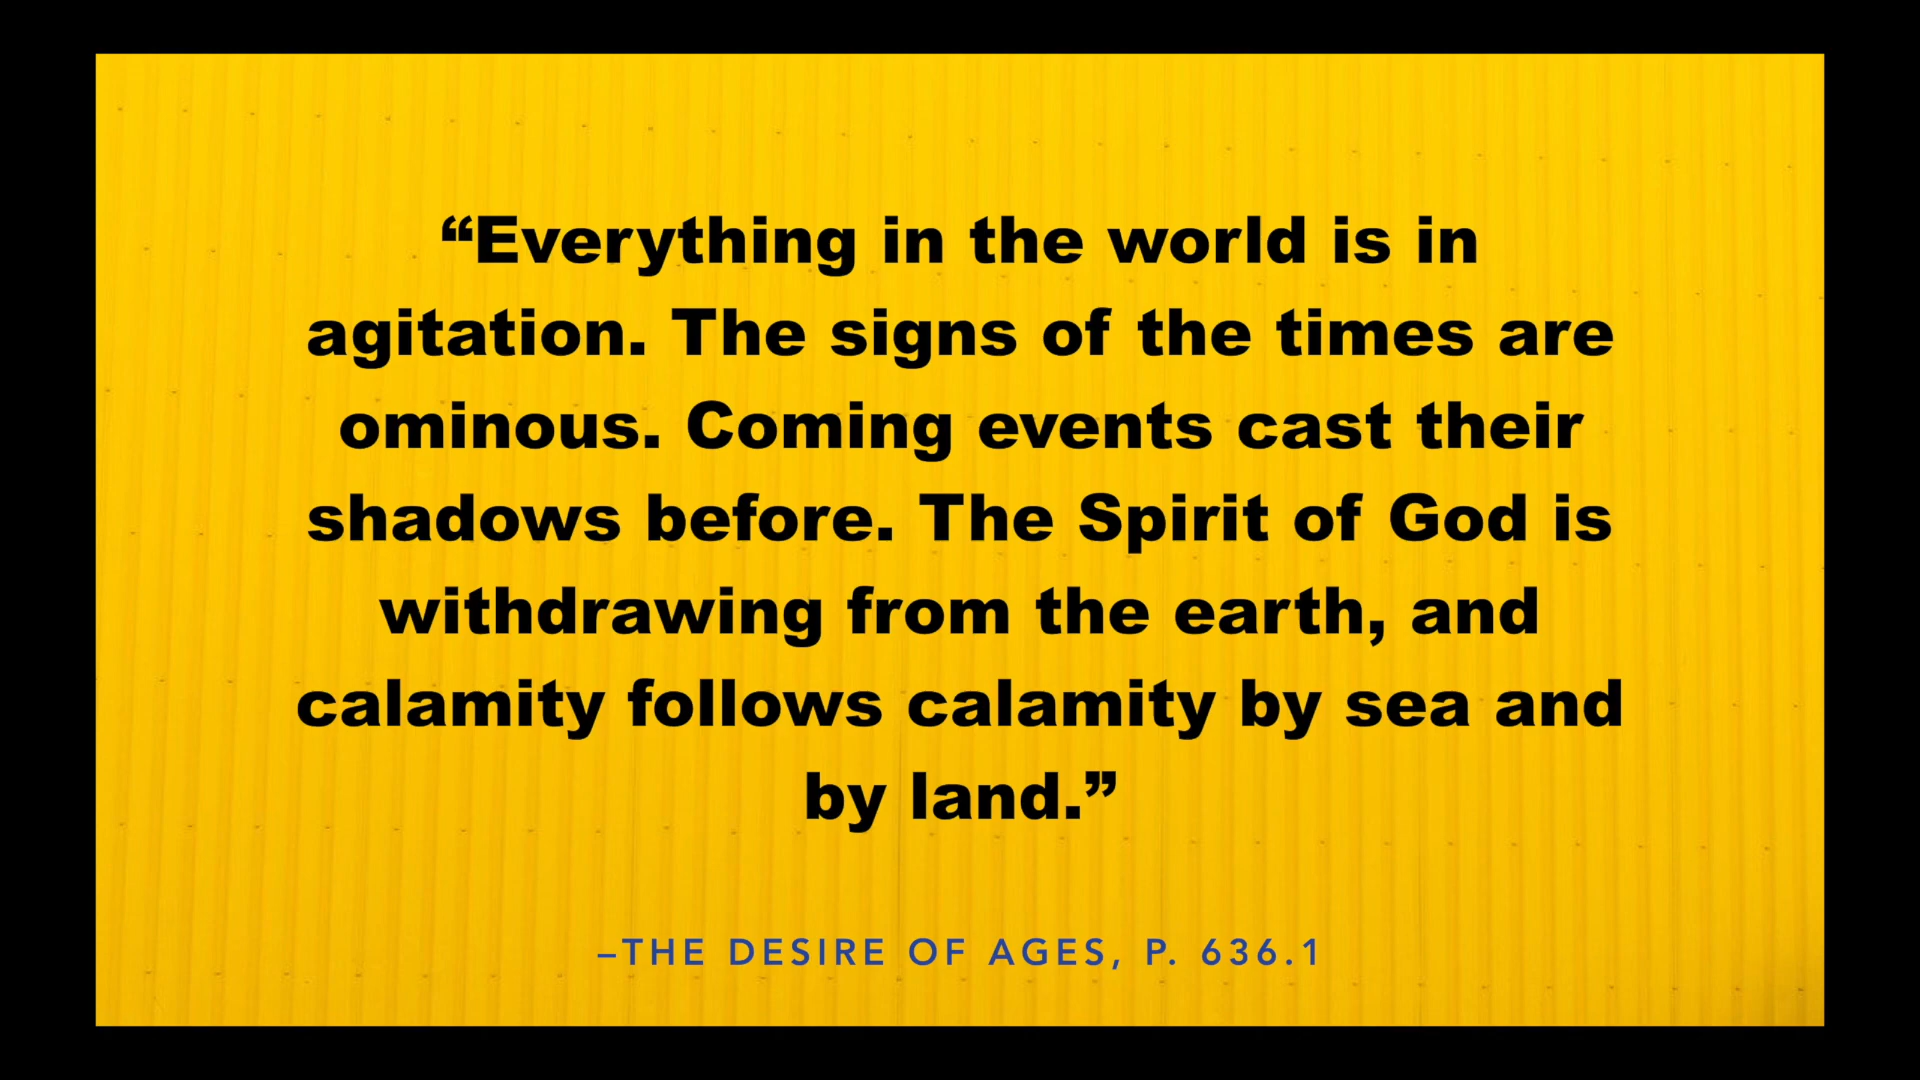 “Everything in the world is in
agitation. The signs of the times are
ominous. Coming events cast their
shadows before. The Spirit of God is
withdrawing from the earth, and
calamity follows calamity by sea and
by land.”
–THE DESIRE OF AGES, P. 636.1